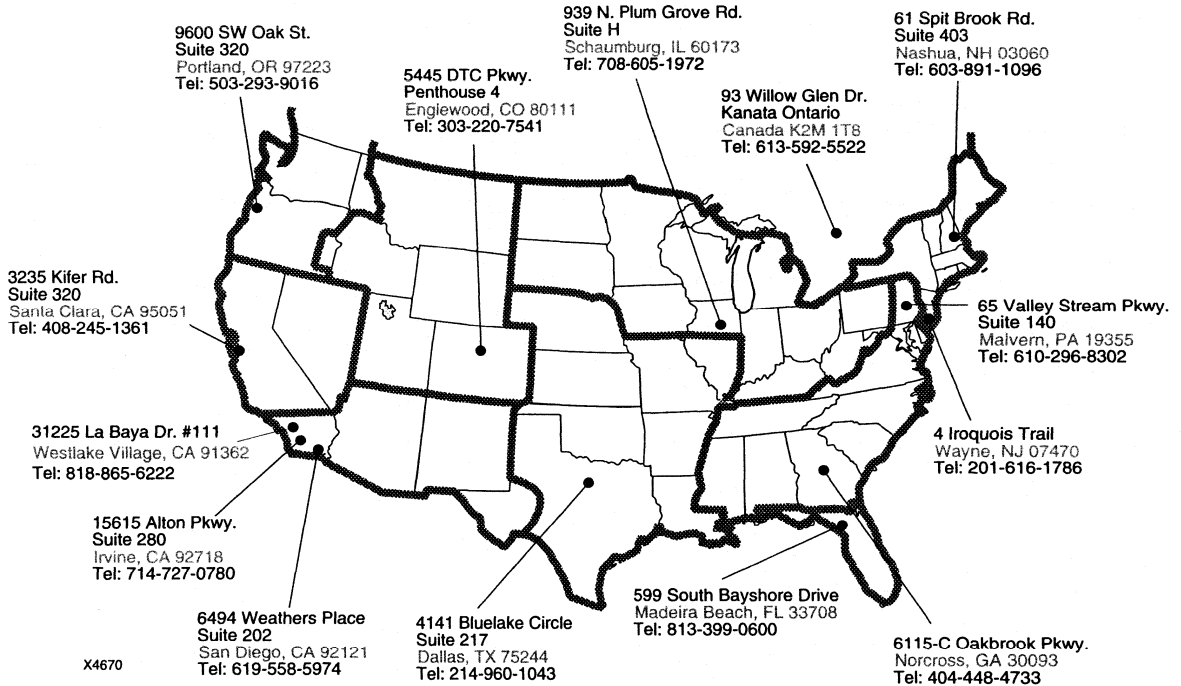 9600 SW Oak St.
Suite 320
Portland, OR 97223
Tel: 503-293-9016
5445 DTC Pkwy.
Penthouse 4
Englewood, CO 80111
Tel: 303-220-7541
939 N. Plum Grove Rd.
Suite H
Schaumburg, IL 60173
Tel: 708-605-1972
93 Willow Glen Dr.
Kanata Ontario
Canada K2M 1T8
Tel: 613-592-5522
61 Spit Brook Rd.
Suite 403
Nashua, NH 03060
Tel: 603-891-1096
3235 Kifer Rd.
Suite 320
Santa Clara, CA 95051
Tel: 408-245-1361
65 Valley Stream Pkwy.
Suite 140
Malvern, PA 19355
Tel: 610-296-8302
31225 La Baya Dr. #111
Westlake Village, CA 91362
Tel: 818-865-6222
4 Iroquois Trail
Wayne, NJ 07470
Tel: 201-616-1786
15615 Alton Pkwy.
Suite 280
Irvine, CA 92718
Tel: 714-727-0780
6494 Weathers Place
Suite 202
San Diego, CA 92121
Tel: 619-558-5974
4141 Bluelake Circle
Suite 217
Dallas, TX 75244
Tel: 214-960-1043
599 South Bayshore Drive
Madeira Beach, FL 33708
Tel: 813-399-0600
6115-C Oakbrook Pkwy.
Norcross, GA 30093
Tel: 404-448-4733
X4670